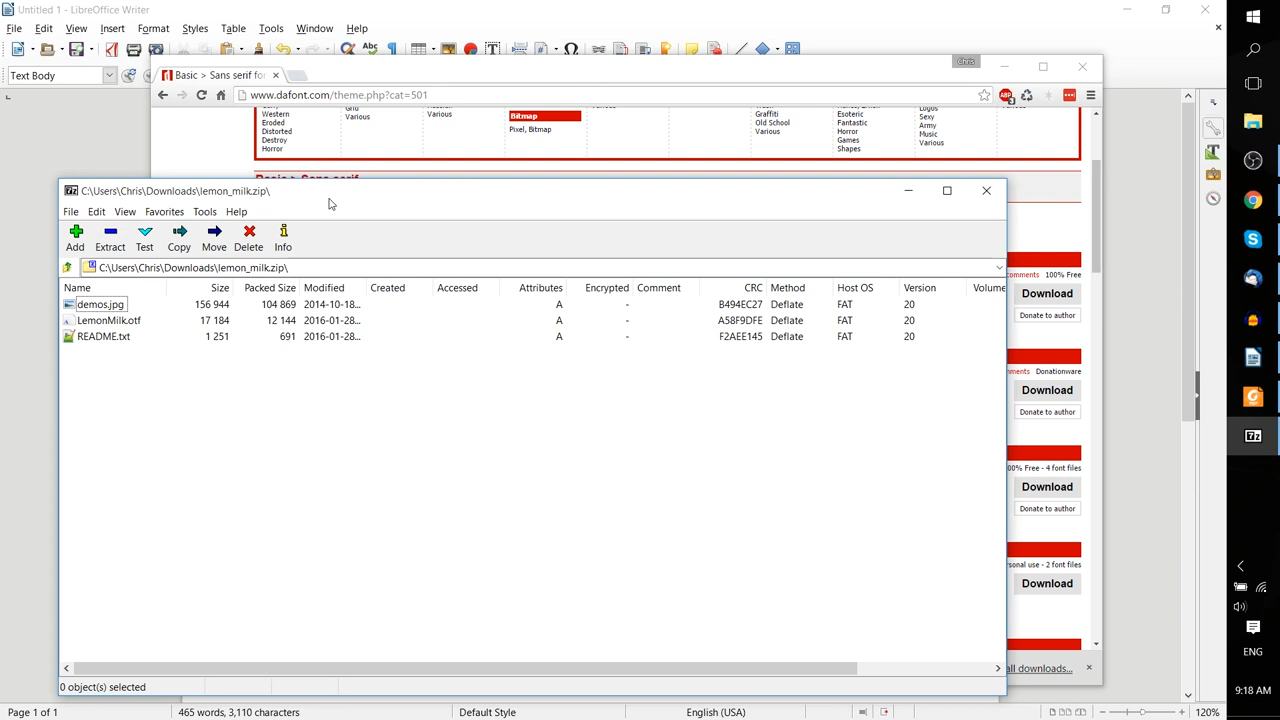 Untitled 1 - LibreOffice Writer
File Edit View Insert Format Styles Table Tools Window Help
Text Body
Chris
Basic > Sans serif fo
www.dafont.com/theme.php?cat=501
Western
Eroded
Distorted
Destroy
Horror
Grid
Various
Various
Bitmap
Pixel, Bitmap
Graffiti
Old School
Various
Esoteric
Fantastic
Horror
Games
Shapes
Logos
Sexy
Army
Music
Various
C:\Users\Chris\Downloads\lemon_milk.zip\
File Edit View Favorites Tools Help
Add Extract Test Copy Move Delete Info
C:\Users\Chris\Downloads\lemon_milk.zip\
Name Size Packed Size Modified Created Accessed Attributes Encrypted Comment CRC Method Host OS Version Volume
demos.jpg 156 944 104 869 2014-10-18... A - B494EC27 Deflate FAT 20
LemonMilk.otf 17 184 12 144 2016-01-28... A - A58F9DFE Deflate FAT 20
README.txt 1 251 691 2016-01-28... A - F2AEE145 Deflate FAT 20
0 object(s) selected
comments 100% Free
Download
Donate to author
mments Donationware
Download
Donate to author
00% Free - 4 font files
Download
Donate to author
sonal use - 2 font files
Download
all downloads...
Page 1 of 1 465 words, 3,110 characters Default Style English (USA) 120%
ENG
9:18 AM